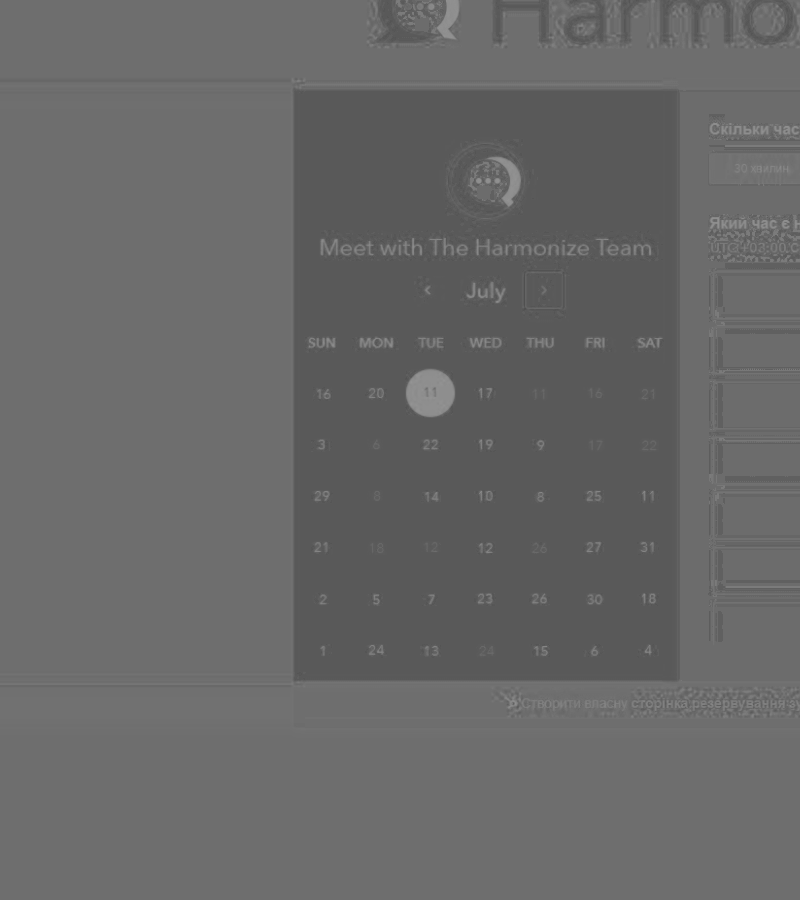 Harmo
Meet with The Harmonize Team
‹ July ›
SUN MON TUE WED THU FRI SAT
16 20 11 17 11 16 21
3 6 22 19 9 17 22
29 8 14 10 8 25 11
21 18 12 12 26 27 31
2 5 7 23 26 30 18
1 24 13 24 15 6 4
Скільки час
30 хвилин
Який час є н
UTC+03:00 С
Створити власну сторінка резервування зу